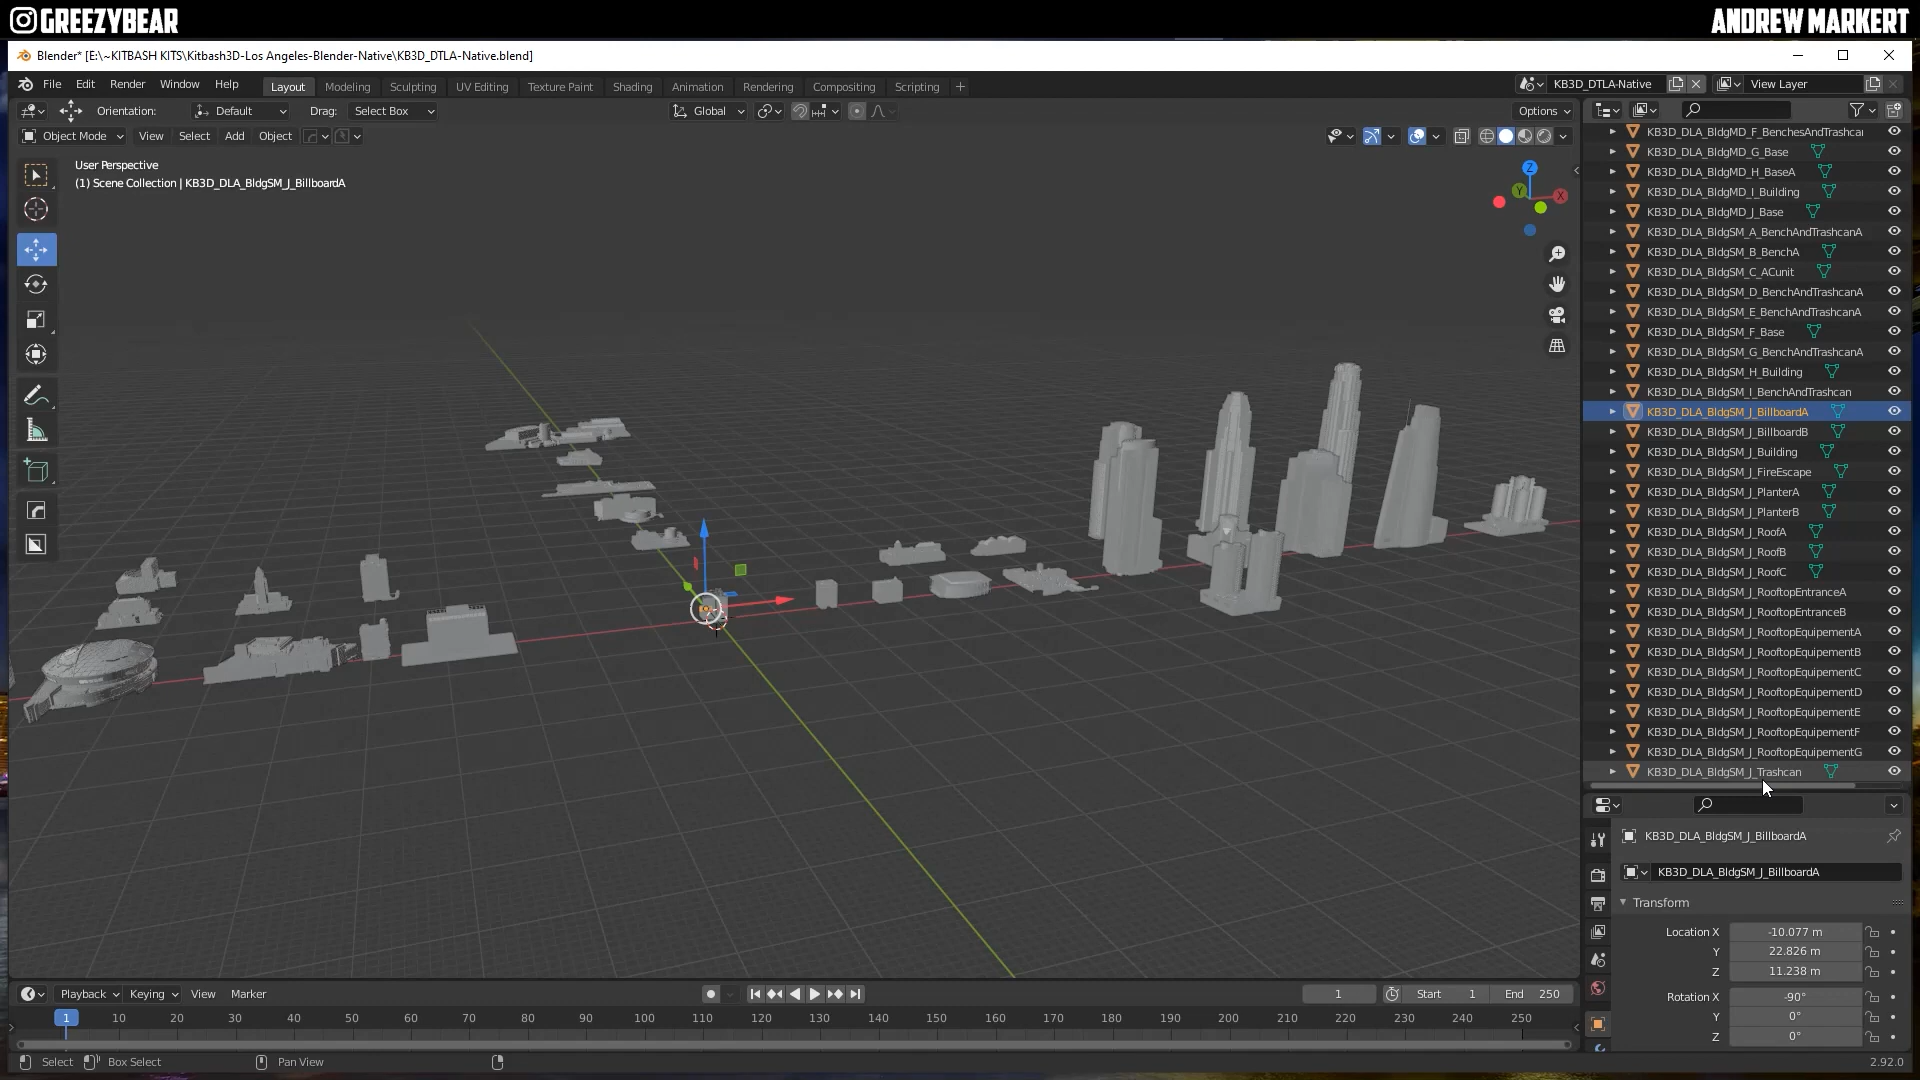 GREEZYBEAR
ANDREW MARKERT
Blender* [E:\~KITBASH KITS\Kitbash3D-Los Angeles-Blender-Native\KB3D_DTLA-Native.blend]
File Edit Render Window Help Layout Modeling Sculpting UV Editing Texture Paint Shading Animation Rendering Compositing Scripting + KB3D_DTLA-Native View Layer
Orientation: Default Drag: Select Box Global Options
Object Mode View Select Add Object
User Perspective
(1) Scene Collection | KB3D_DLA_BldgSM_J_BillboardA
Z
Y
X
KB3D_DLA_BldgMD_F_BenchesAndTrashcar
KB3D_DLA_BldgMD_G_Base
KB3D_DLA_BldgMD_H_BaseA
KB3D_DLA_BldgMD_I_Building
KB3D_DLA_BldgMD_J_Base
KB3D_DLA_BldgSM_A_BenchAndTrashcanA
KB3D_DLA_BldgSM_B_BenchA
KB3D_DLA_BldgSM_C_ACunit
KB3D_DLA_BldgSM_D_BenchAndTrashcanA
KB3D_DLA_BldgSM_E_BenchAndTrashcanA
KB3D_DLA_BldgSM_F_Base
KB3D_DLA_BldgSM_G_BenchAndTrashcanA
KB3D_DLA_BldgSM_H_Building
KB3D_DLA_BldgSM_I_BenchAndTrashcan
KB3D_DLA_BldgSM_J_BillboardA
KB3D_DLA_BldgSM_J_BillboardB
KB3D_DLA_BldgSM_J_Building
KB3D_DLA_BldgSM_J_FireEscape
KB3D_DLA_BldgSM_J_PlanterA
KB3D_DLA_BldgSM_J_PlanterB
KB3D_DLA_BldgSM_J_RoofA
KB3D_DLA_BldgSM_J_RoofB
KB3D_DLA_BldgSM_J_RoofC
KB3D_DLA_BldgSM_J_RooftopEntranceA
KB3D_DLA_BldgSM_J_RooftopEntranceB
KB3D_DLA_BldgSM_J_RooftopEquipementA
KB3D_DLA_BldgSM_J_RooftopEquipementB
KB3D_DLA_BldgSM_J_RooftopEquipementC
KB3D_DLA_BldgSM_J_RooftopEquipementD
KB3D_DLA_BldgSM_J_RooftopEquipementE
KB3D_DLA_BldgSM_J_RooftopEquipementF
KB3D_DLA_BldgSM_J_RooftopEquipementG
KB3D_DLA_BldgSM_J_Trashcan
KB3D_DLA_BldgSM_J_BillboardA
KB3D_DLA_BldgSM_J_BillboardA
Transform
Location X -10.077 m
Y 22.826 m
Z 11.238 m
Rotation X -90°
Y 0°
Z 0°
Playback Keying View Marker 1 Start 1 End 250
1 10 20 30 40 50 60 70 80 90 100 110 120 130 140 150 160 170 180 190 200 210 220 230 240 250
Select Box Select Pan View 2.92.0